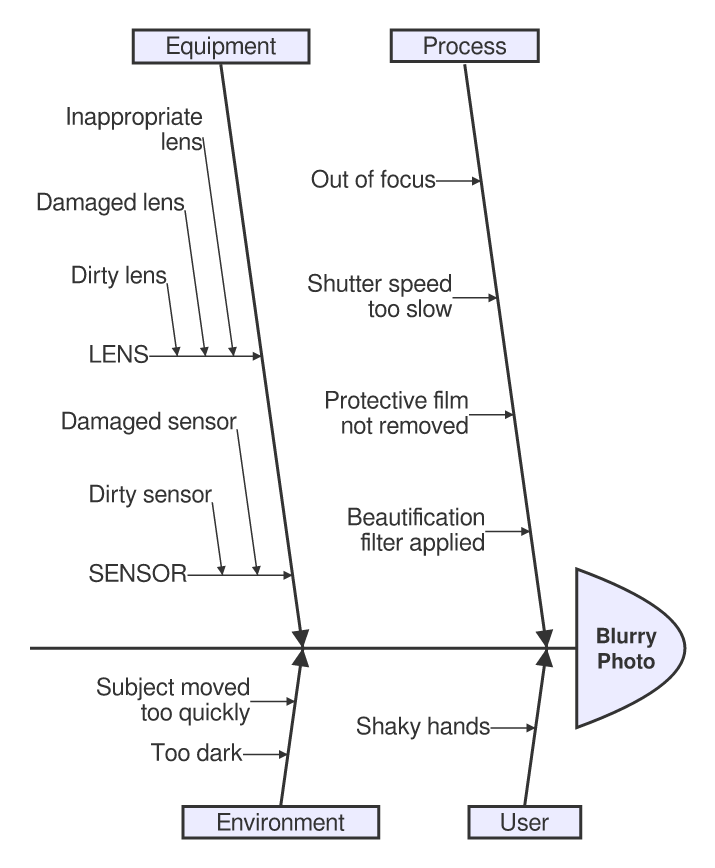 Equipment
Process
Inappropriate
lens
Damaged lens
Dirty lens
LENS
Damaged sensor
Dirty sensor
SENSOR
Out of focus
Shutter speed
too slow
Protective film
not removed
Beautification
filter applied
Blurry
Photo
Subject moved
too quickly
Too dark
Shaky hands
Environment
User